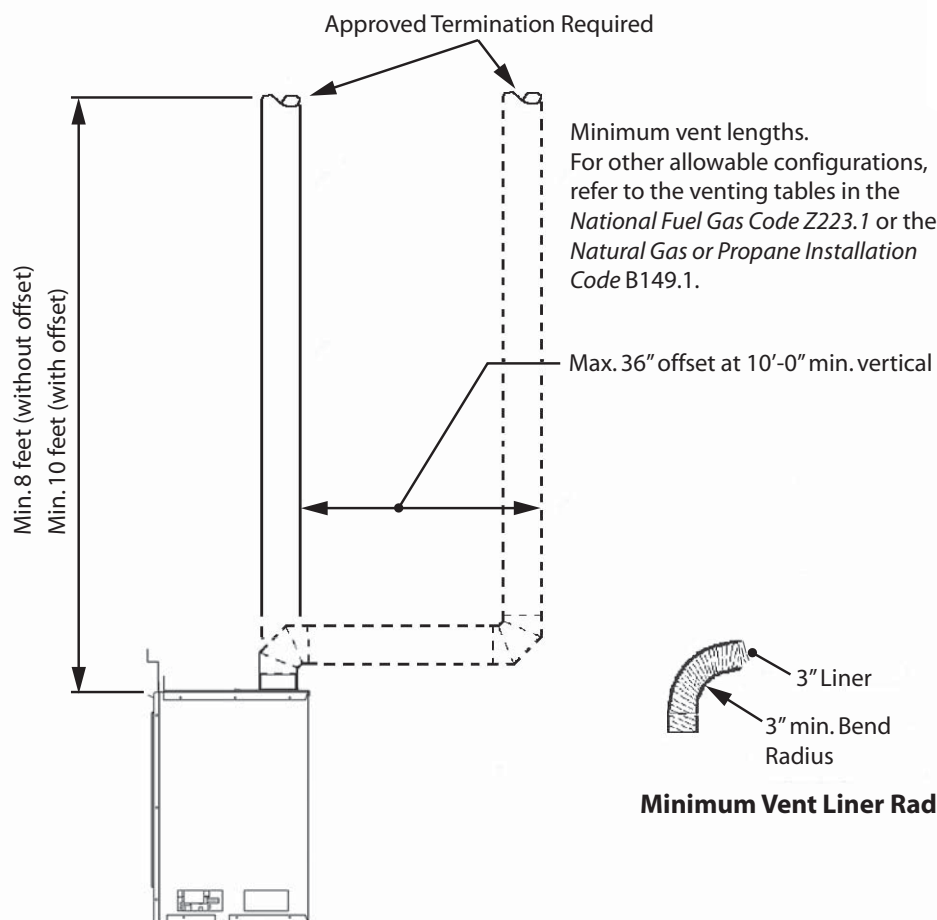 Approved Termination Required
Minimum vent lengths.
For other allowable configurations,
refer to the venting tables in the
National Fuel Gas Code Z223.1 or the
Natural Gas or Propane Installation
Code B149.1.
Min. 8 feet (without offset)
Min. 10 feet (with offset)
Max. 36” offset at 10’-0” min. vertical
3” Liner
3” min. Bend
Radius
Minimum Vent Liner Rad